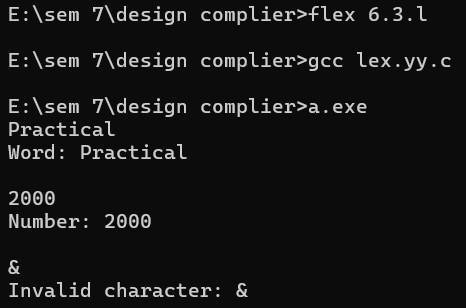 E:\sem 7\design complier>flex 6.3.l
E:\sem 7\design complier>gcc lex.yy.c
E:\sem 7\design complier>a.exe
Practical
Word: Practical
2000
Number: 2000
&
Invalid character: &